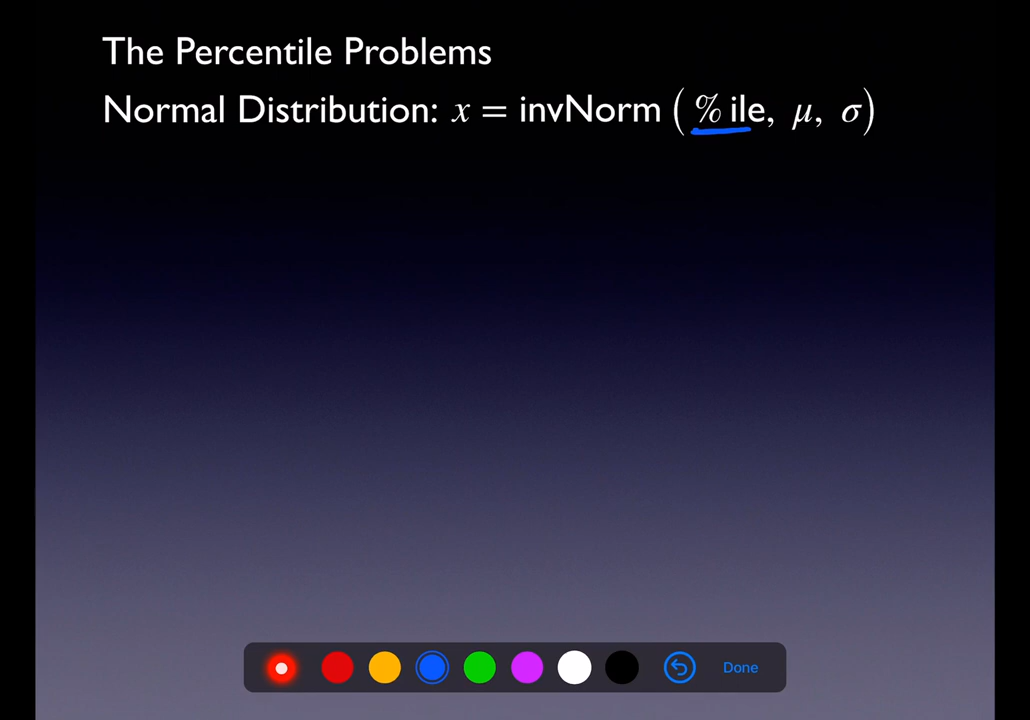 The Percentile Problems
Normal Distribution: x = invNorm (% ile, μ, σ)
Done